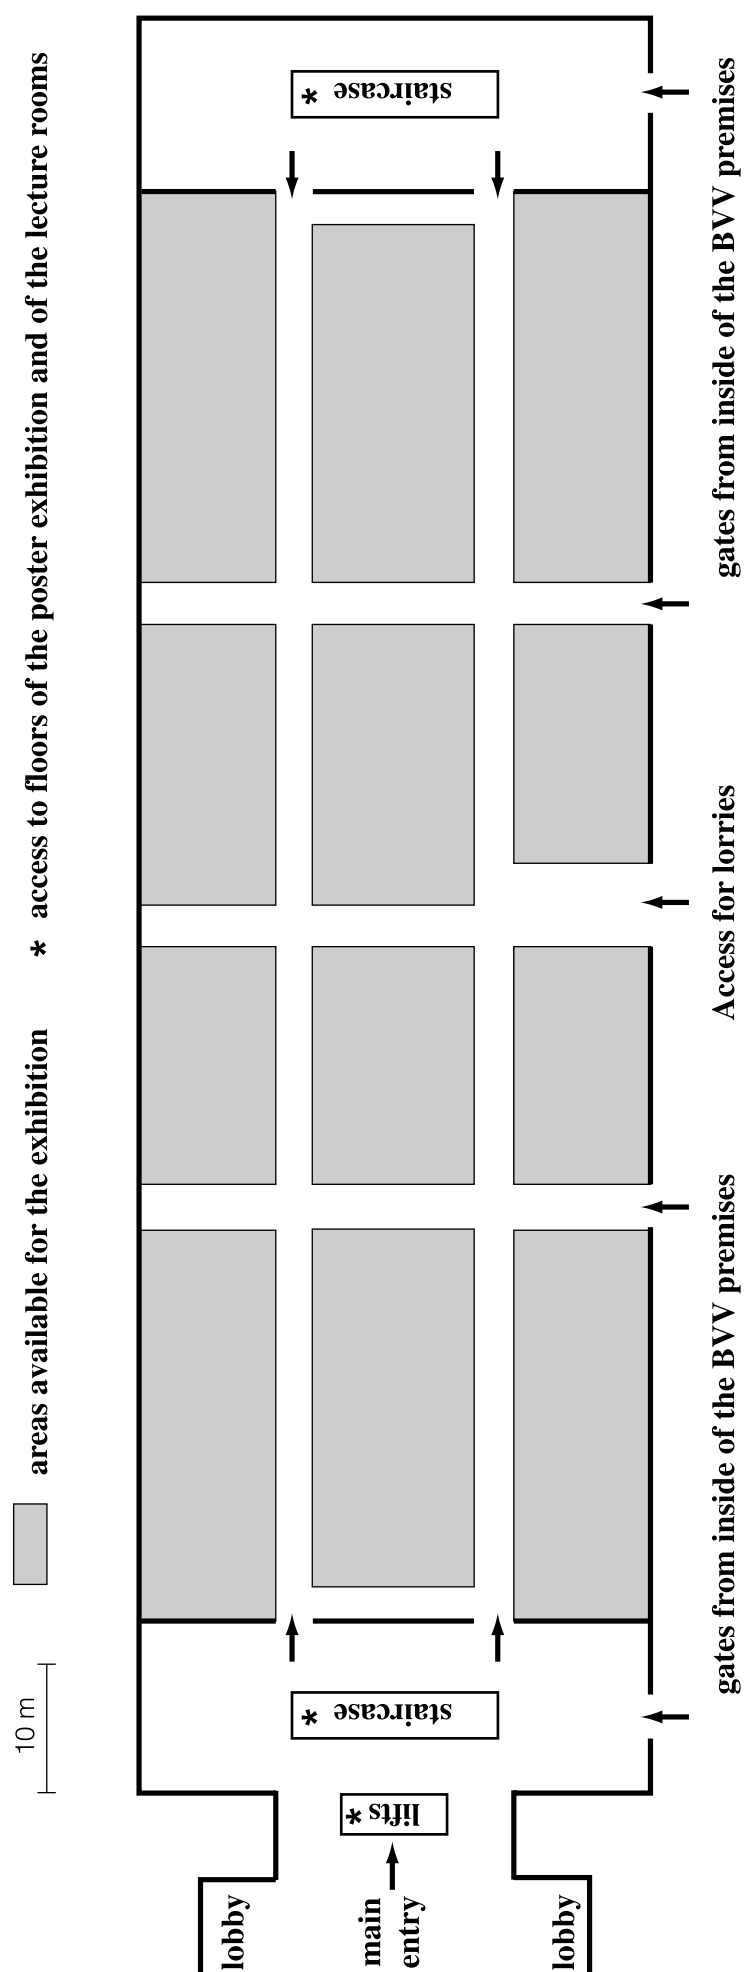 staircase *
* access to floors of the poster exhibition and of the lecture rooms
areas available for the exhibition
10 m
gates from inside of the BVV premises
Access for lorries
gates from inside of the BVV premises
staircase *
lifts *
main
entry
lobby
lobby